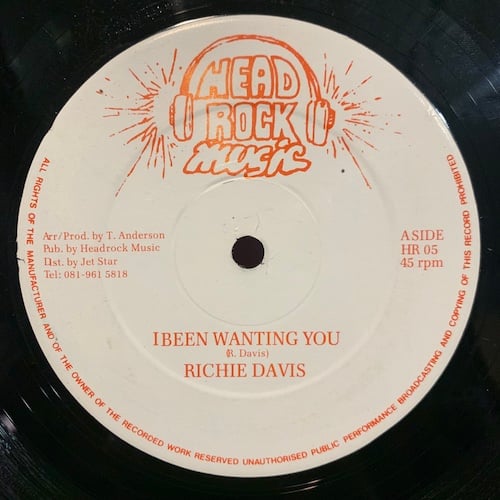 HEAD
ROCK
music
Arr/Prod. by T. Anderson
Pub. by Headrock Music
Dist. by Jet Star
Tel: 081-961 5818
A SIDE
HR 05
45 rpm
I BEEN WANTING YOU
(R. Davis)
RICHIE DAVIS
ALL RIGHTS OF THE MANUFACTURER AND OF THE OWNER OF THE RECORDED WORK RESERVED UNAUTHORISED PUBLIC PERFORMANCE BROADCASTING AND COPYING OF THIS RECORD PROHIBITED